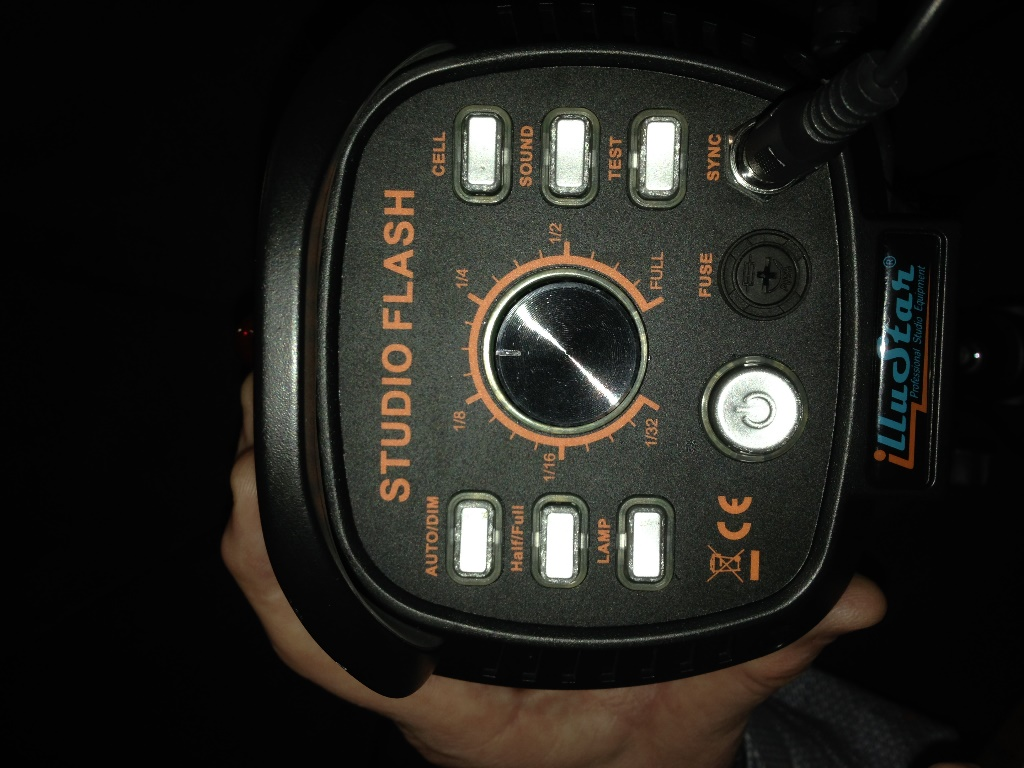 STUDIO FLASH
AUTO/DIM
CELL
Half/Full
SOUND
LAMP
TEST
1/8
1/4
1/16
1/2
1/32
FULL
FUSE
SYNC
CE
illuStar®
Professional Studio Equipment